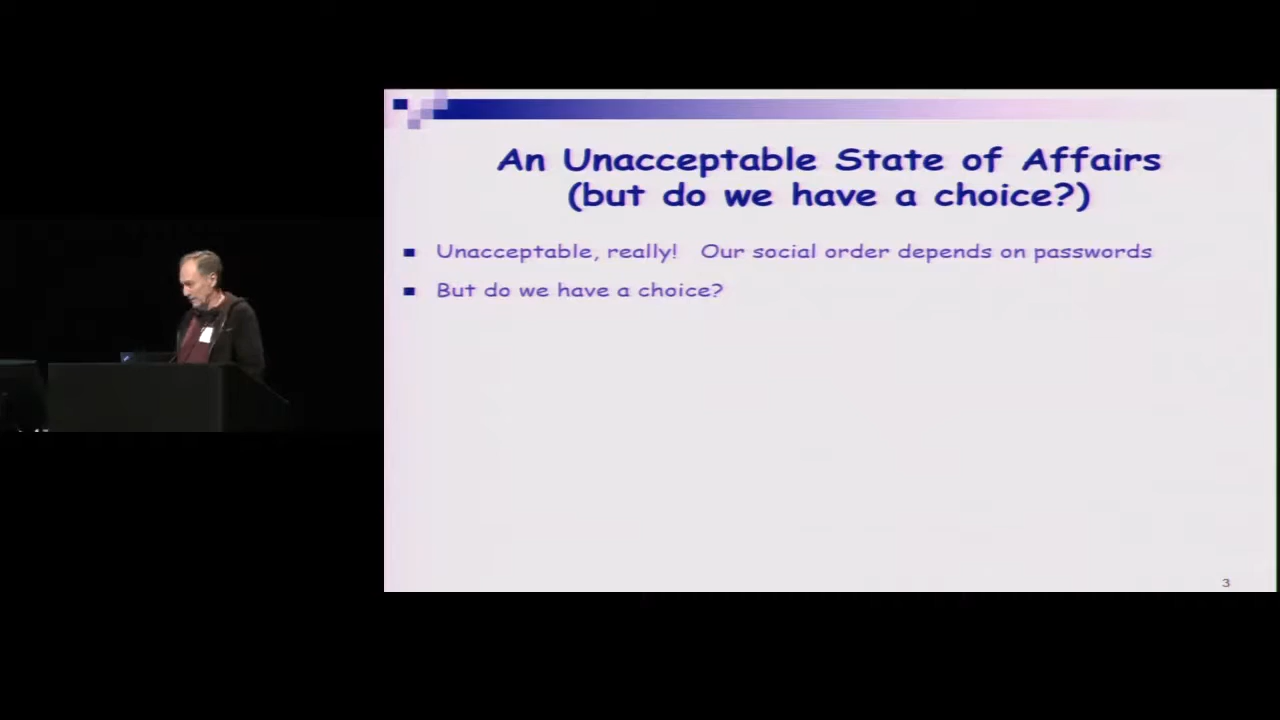 An Unacceptable State of Affairs
(but do we have a choice?)
Unacceptable, really! Our social order depends on passwords
But do we have a choice?
3